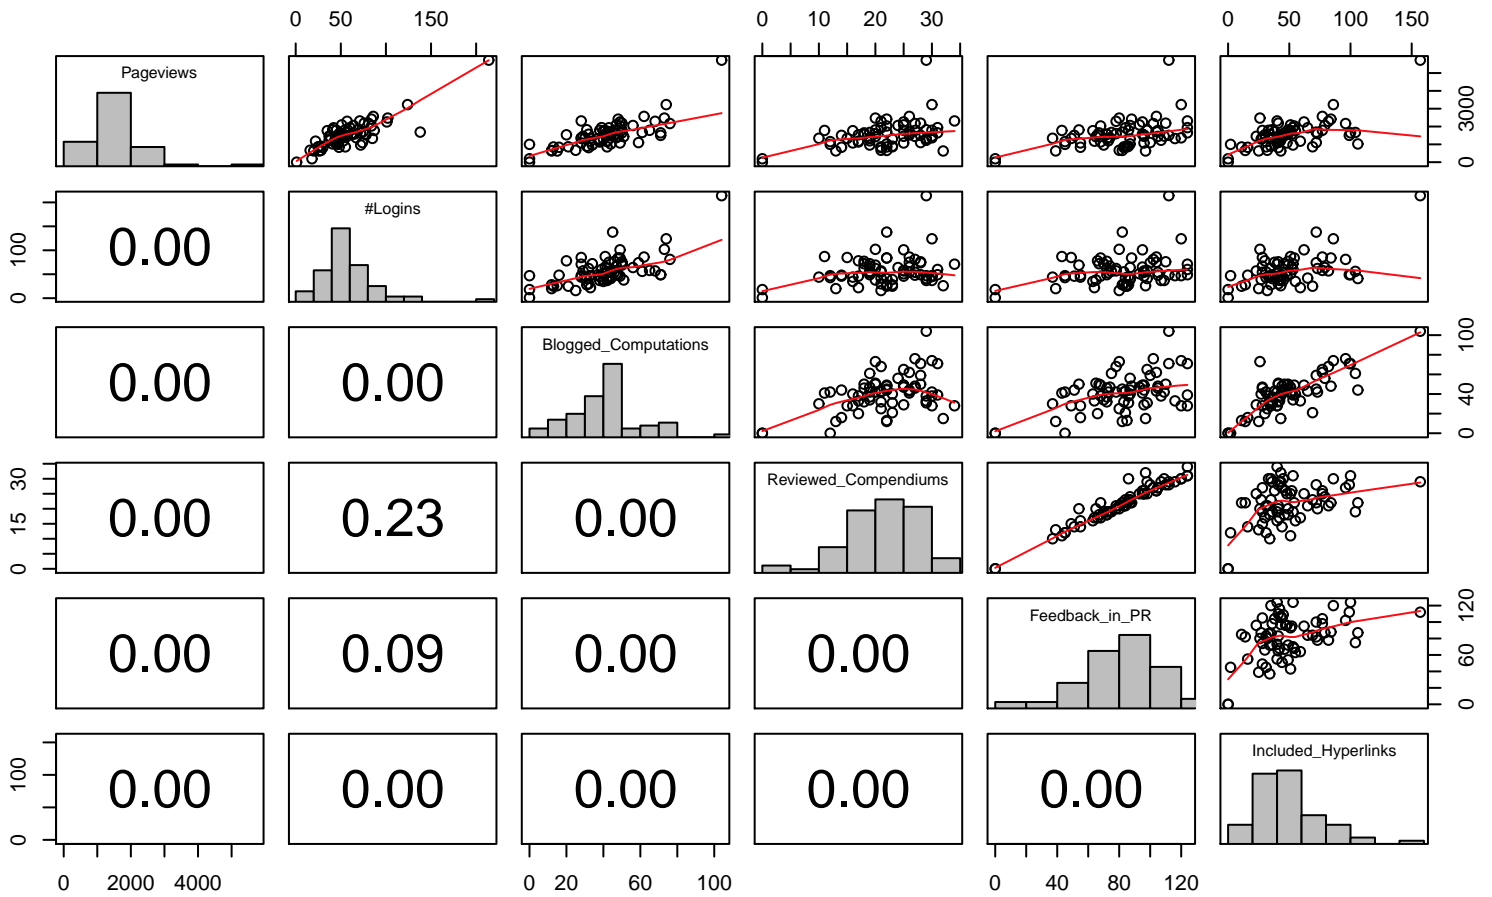 0 50 150
0 10 20 30
0 50 100 150
Pageviews
0 3000
0.00
#Logins
0 100
0.00
0.00
Blogged_Computations
0 40 100
0.00
0.23
0.00
Reviewed_Compendiums
0 15 30
0.00
0.09
0.00
0.00
Feedback_in_PR
0 60 120
0.00
0.00
0.00
0.00
0.00
Included_Hyperlinks
0 100
0 2000 4000
0 20 60 100
0 40 80 120